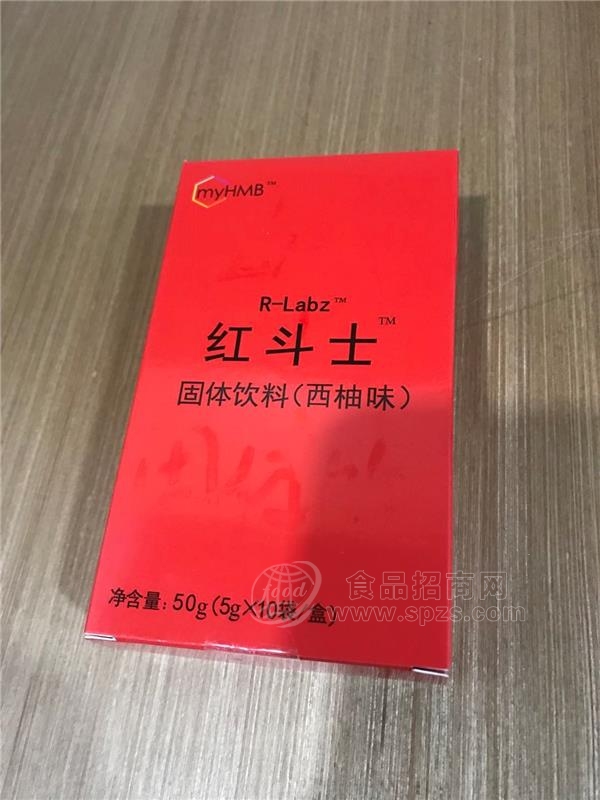 myHMB™
R-Labz™
红斗士™
固体饮料(西柚味)
净含量: 50g(5g×10袋/盒)
food
食品招商网
www.spzs.com